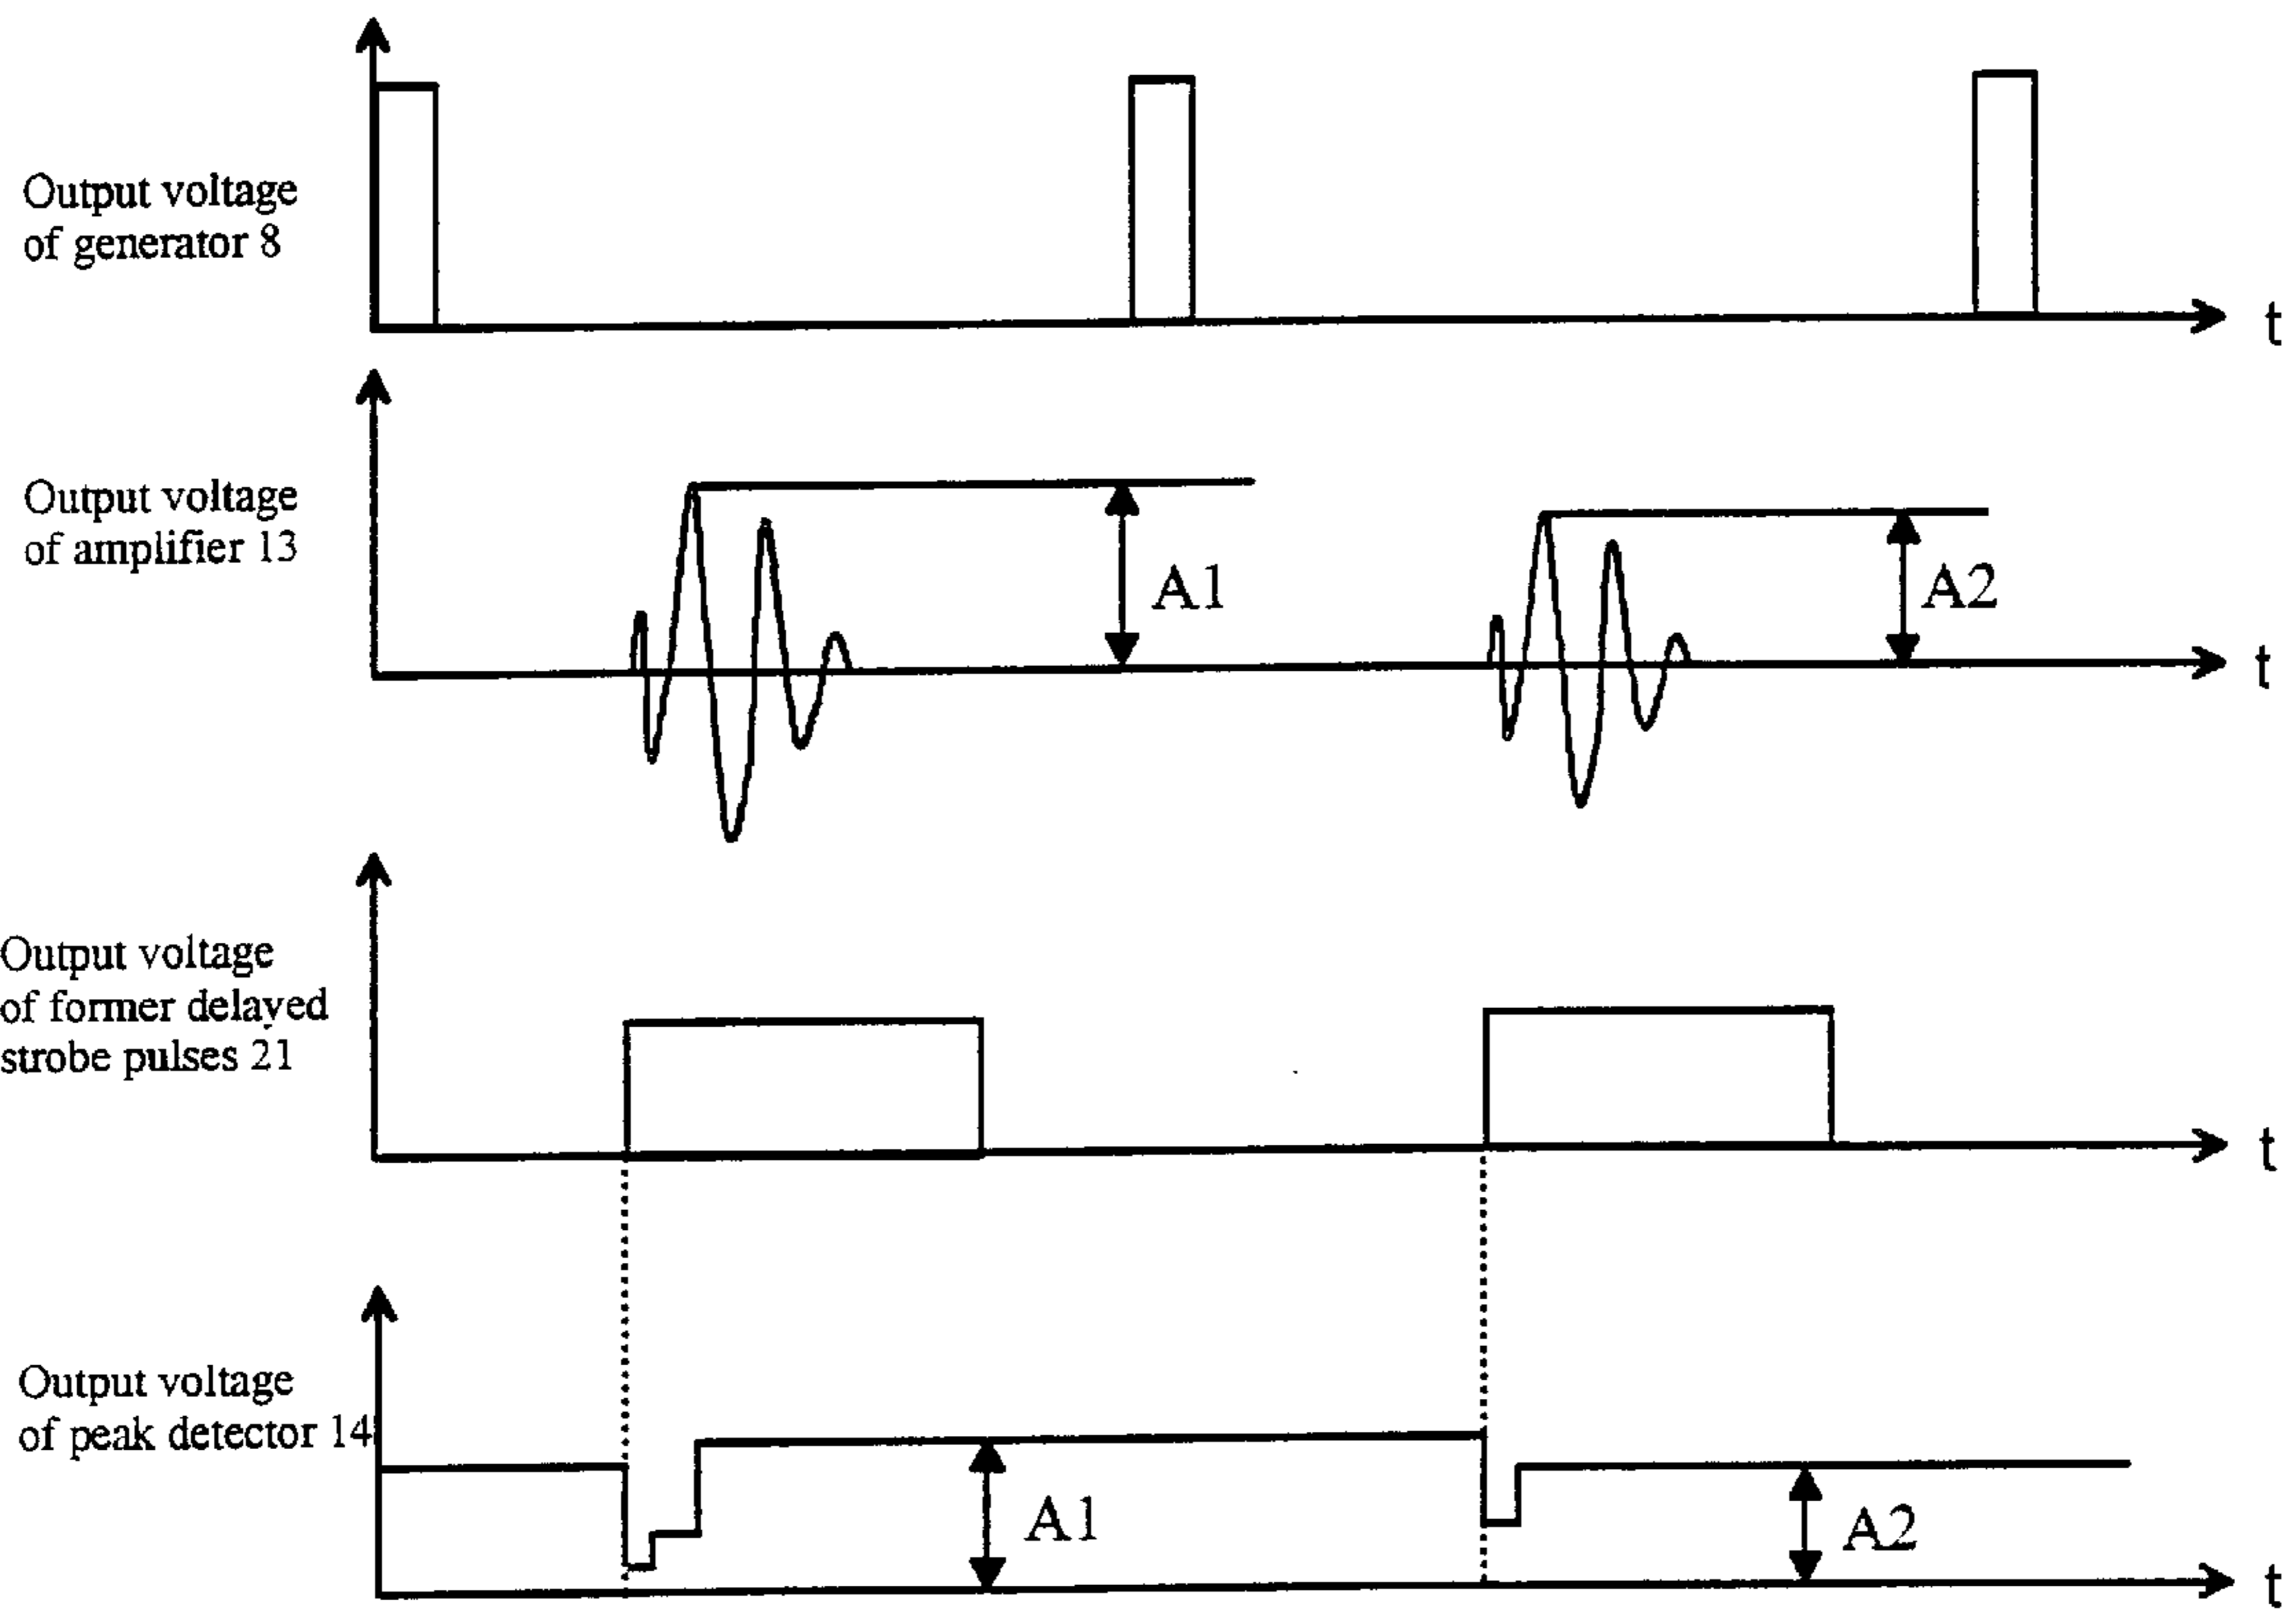 Output voltage
of generator 8
t
Output voltage
of amplifier 13
A1
A2
t
Output voltage
of former delayed
strobe pulses 21
t
Output voltage
of peak detector 14
A1
A2
t